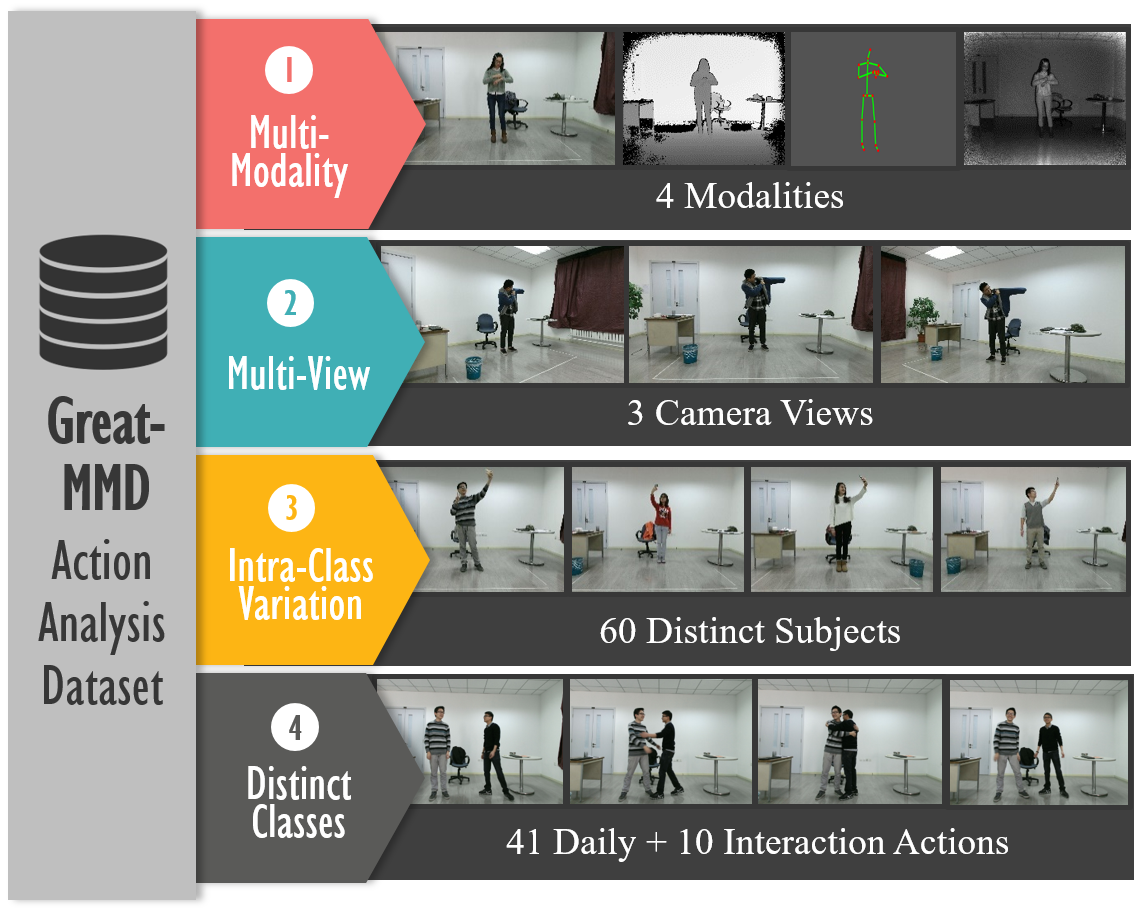 Great-
MMD
Action
Analysis
Dataset
1
Multi-
Modality
4 Modalities
2
Multi-View
3 Camera Views
3
Intra-Class
Variation
60 Distinct Subjects
4
Distinct
Classes
41 Daily + 10 Interaction Actions